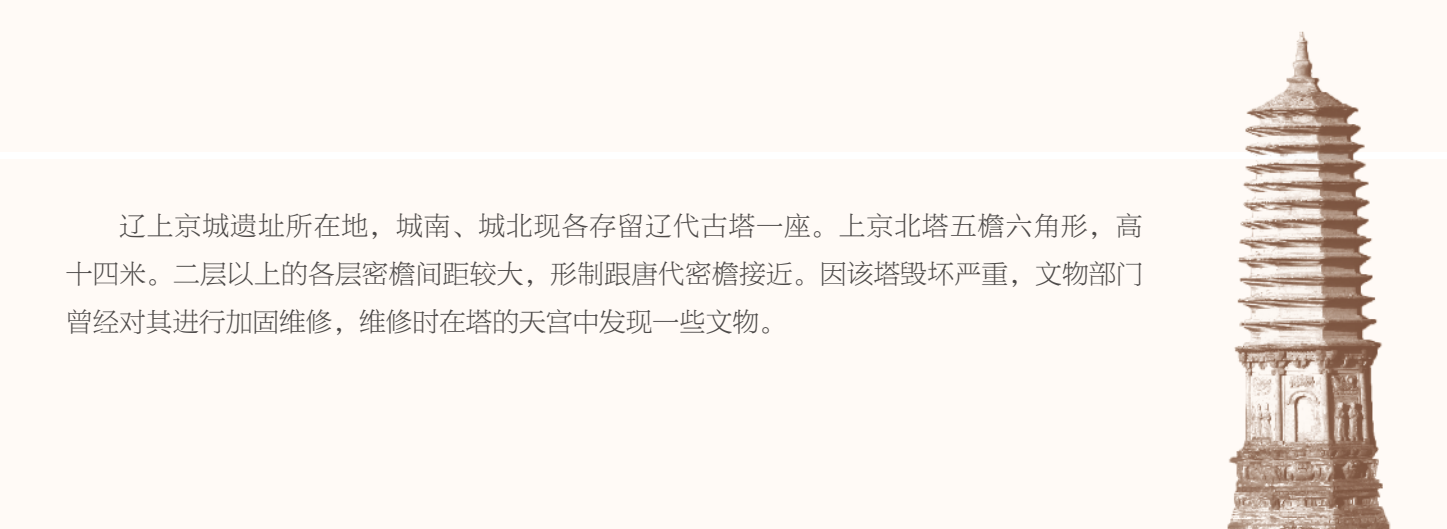 辽上京城遗址所在地，城南、城北现各存留辽代古塔一座。上京北塔五檐六角形，高
十四米。二层以上的各层密檐间距较大，形制跟唐代密檐接近。因该塔毁坏严重，文物部门
曾经对其进行加固维修，维修时在塔的天宫中发现一些文物。